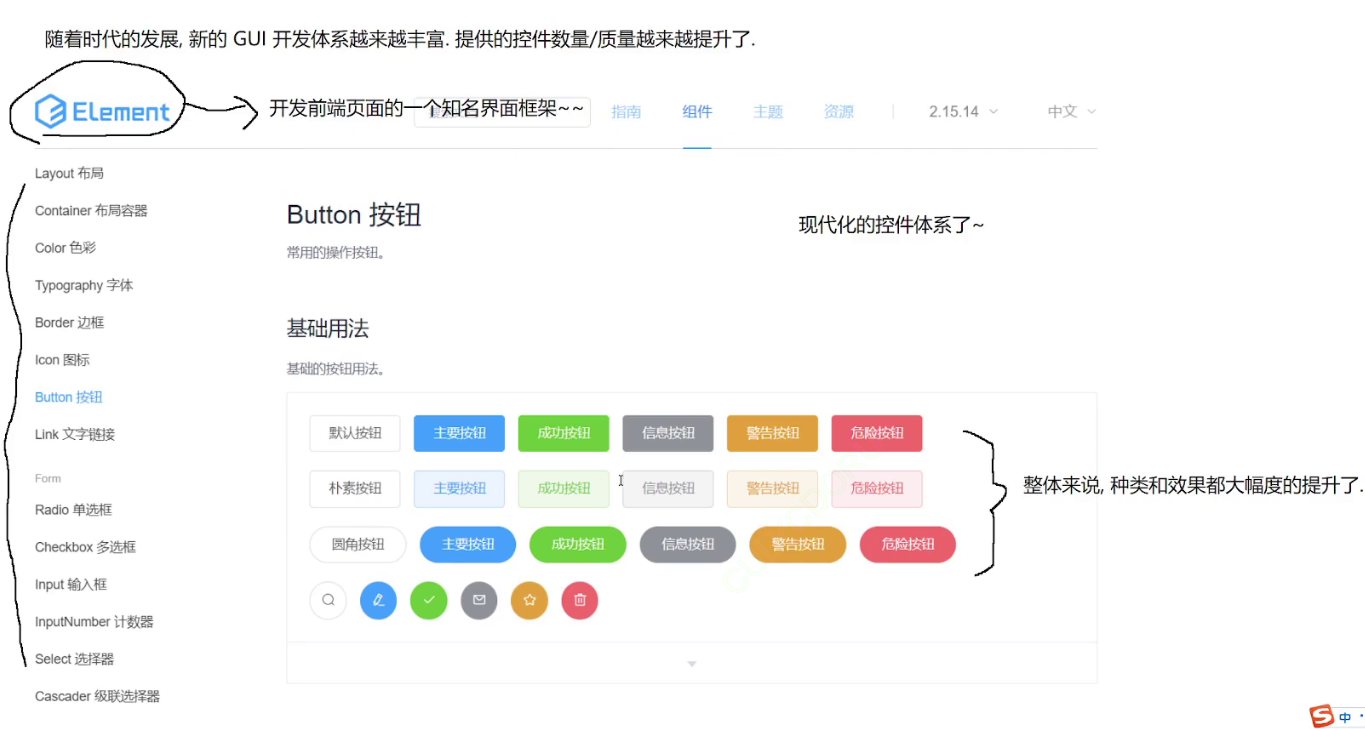 随着时代的发展, 新的 GUI 开发体系越来越丰富. 提供的控件数量/质量越来越提升了.
Element
开发前端页面的一个知名界面框架~~
指南 组件 主题 资源 2.15.14 中文
Layout 布局
Container 布局容器
Color 色彩
Typography 字体
Border 边框
Icon 图标
Button 按钮
Link 文字链接
Form
Radio 单选框
Checkbox 多选框
Input 输入框
InputNumber 计数器
Select 选择器
Cascader 级联选择器
Button 按钮
现代化的控件体系了~
常用的操作按钮。
基础用法
基础的按钮用法。
默认按钮 主要按钮 成功按钮 信息按钮 警告按钮 危险按钮
朴素按钮 主要按钮 成功按钮 信息按钮 警告按钮 危险按钮
圆角按钮 主要按钮 成功按钮 信息按钮 警告按钮 危险按钮
整体来说, 种类和效果都大幅度的提升了.
中